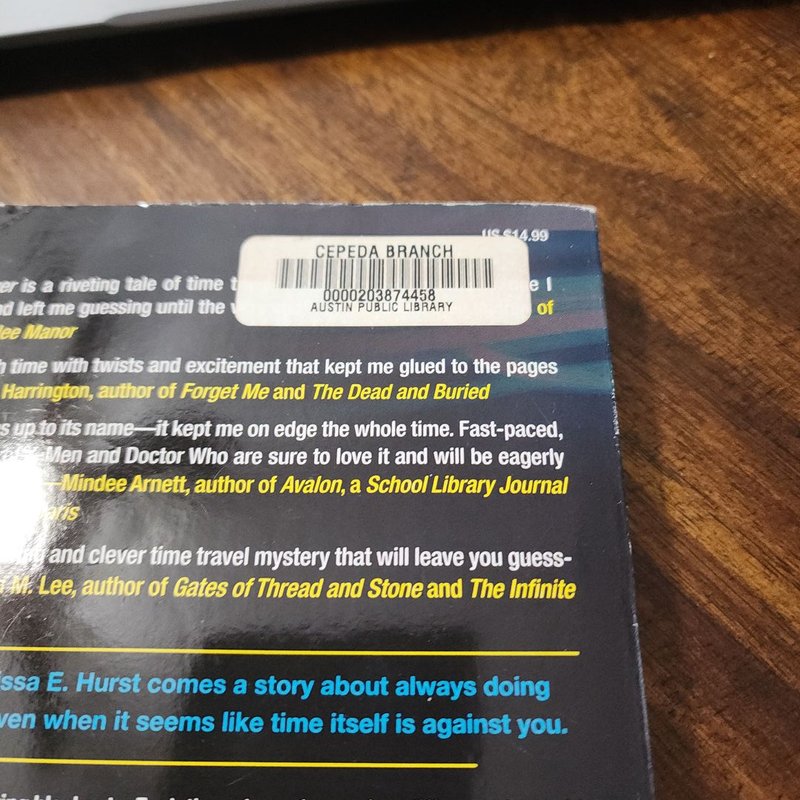 US $14.99
CEPEDA BRANCH
0000203874458
AUSTIN PUBLIC LIBRARY
er is a riveting tale of time
e I
nd left me guessing until the
of
lee Manor
time with twists and excitement that kept me glued to the pages
Harrington, author of Forget Me and The Dead and Buried
s up to its name—it kept me on edge the whole time. Fast-paced,
Men and Doctor Who are sure to love it and will be eagerly
—Mindee Arnett, author of Avalon, a School Library Journal
aris
and clever time travel mystery that will leave you guess-
M. Lee, author of Gates of Thread and Stone and The Infinite
issa E. Hurst comes a story about always doing
ven when it seems like time itself is against you.